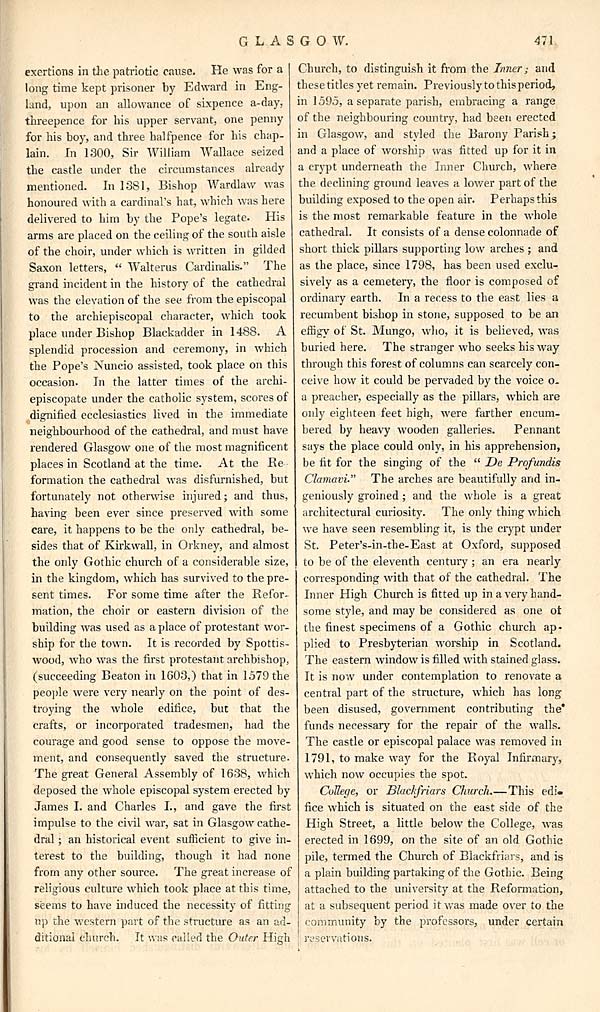 GLASGOW. 471
exertions in the patriotic cause. He was for a
long time kept prisoner by Edward in Eng-
land, upon an allowance of sixpence a-day,
threepence for his upper servant, one penny
for his boy, and three halfpence for his chap-
lain. In 1300, Sir William Wallace seized
the castle under the circumstances already
mentioned. In 1381, Bishop Wardlaw was
honoured with a cardinal's hat, which was here
delivered to him by the Pope's legate. His
arms are placed on the ceiling of the south aisle
of the choir, under which is written in gilded
Saxon letters, “ Walterus Cardinalis.” The
grand incident in the history of the cathedral
was the elevation of the see from the episcopal
to the archiepiscopal character, which took
place under Bishop Blackadder in 1488. A
splendid procession and ceremony, in which
the Pope's Nuncio assisted, took place on this
occasion. In the latter times of the archi-
episcopate under the catholic system, scores of
dignified ecclesiastics lived in the immediate
neighbourhood of the cathedral, and must have
rendered Glasgow one of the most magnificent
places in Scotland at the time. At the Re-
formation the cathedral was disfurnished, but
fortunately not otherwise injured; and thus,
having been ever since preserved with some
care, it happens to be the only cathedral, be-
sides that of Kirkwall, in Orkney, and almost
the only Gothic church of a considerable size,
in the kingdom, which has survived to the pre-
sent times. For some time after the Refor-
mation, the choir or eastern division of the
building was used as a place of protestant wor-
ship for the town. It is recorded by Spottis-
wood, who was the first protestant archbishop,
(succeeding Beaton in 1603,) that in 1579 the
people were very nearly on the point of des-
troying the whole edifice, but that the
crafts, or incorporated tradesmen, had the
courage and good sense to oppose the move-
ment, and consequently saved the structure.
The great General Assembly of 1638, which
deposed the whole episcopal system erected by
James I. and Charles I., and gave the first
impulse to the civil war, sat in Glasgow cathe-
dral ; an historical event sufficient to give in-
terest to the building, though it had none
from any other source. The great increase of
religious culture which took place at this time,
seems to have induced the necessity of fitting
up the western part of the structure as an ad-
ditional church. It was called the Outer High
Church, to distinguish it from the Inner ; and
these titles yet remain. Previously to this period,
in 1595, a separate parish, embracing a range
of the neighbouring country, had been erected
in Glasgow, and styled the Barony Parish ;
and a place of worship was fitted up for it in
a crypt underneath the Inner Church, where
the declining ground leaves a lower part of the
building exposed to the open air. Perhaps this
is the most remarkable feature in the whole
cathedral. It consists of a dense colonnade of
short thick pillars supporting low arches ; and
as the place, since 1798, has been used exclu-
sively as a cemetery, the floor is composed of
ordinary earth. In a recess to the east lies a
recumbent bishop in stone, supposed to be an
effigy of St. Mungo, who, it is believed, was
buried here. The stranger who seeks his way
through this forest of columns can scarcely con-
ceive how it could be pervaded by the voice o.
a preacher, especially as the pillars, which are
only eighteen feet high, were farther encum-
bered by heavy wooden galleries. Pennant
says the place could only, in his apprehension,
be fit for the singing of the “ De Profundis
Clamavi.” The arches are beautifully and in-
geniously groined ; and the whole is a great
architectural curiosity. The only thing which
we have seen resembling it, is the crypt under
St. Peter's-in-the-East at Oxford, supposed
to be of the eleventh century ; an era nearly
corresponding with that of the cathedral. The
Inner High Church is fitted up in a very hand-
some style, and may be considered as one of
the finest specimens of a Gothic church ap-
plied to Presbyterian worship in Scotland.
The eastern window is filled with stained glass.
It is now under contemplation to renovate a
central part of the structure, which has long
been disused, government contributing the
funds necessary for the repair of the walls.
The castle or episcopal palace was removed in
1791, to make way for the Royal Infirmary,
which now occupies the spot.
College, or Blackfriars Church.—This edi-
fice which is situated on the east side of the
High Street, a little below the College, was
erected in 1699, on the site of an old Gothic
pile, termed the Church of Blackfriars, and is
a plain building partaking of the Gothic. Being
attached to the university at the Reformation,
at a subsequent period it was made over to the
community by the professors, under certain
reservations.